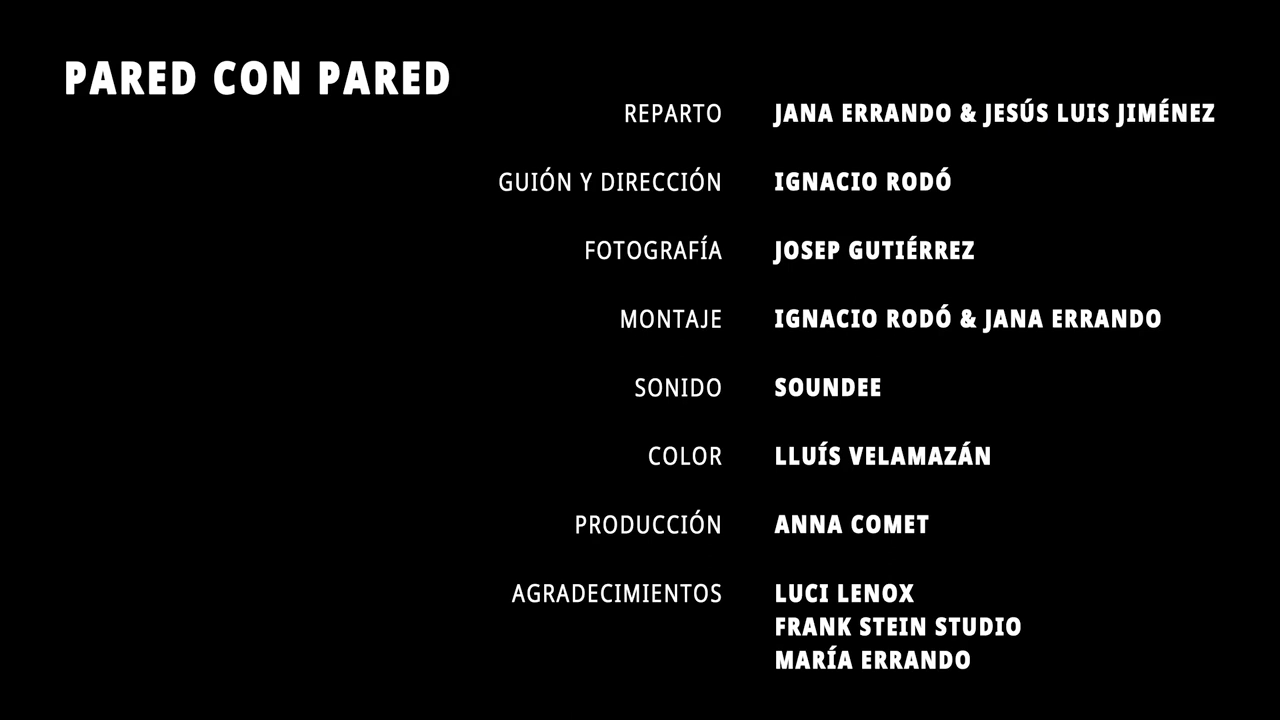 PARED CON PARED
REPARTO JANA ERRANDO & JESÚS LUIS JIMÉNEZ
GUIÓN Y DIRECCIÓN IGNACIO RODÓ
FOTOGRAFÍA JOSEP GUTIÉRREZ
MONTAJE IGNACIO RODÓ & JANA ERRANDO
SONIDO SOUNDEE
COLOR LLUÍS VELAMAZÁN
PRODUCCIÓN ANNA COMET
AGRADECIMIENTOS LUCI LENOX
FRANK STEIN STUDIO
MARÍA ERRANDO